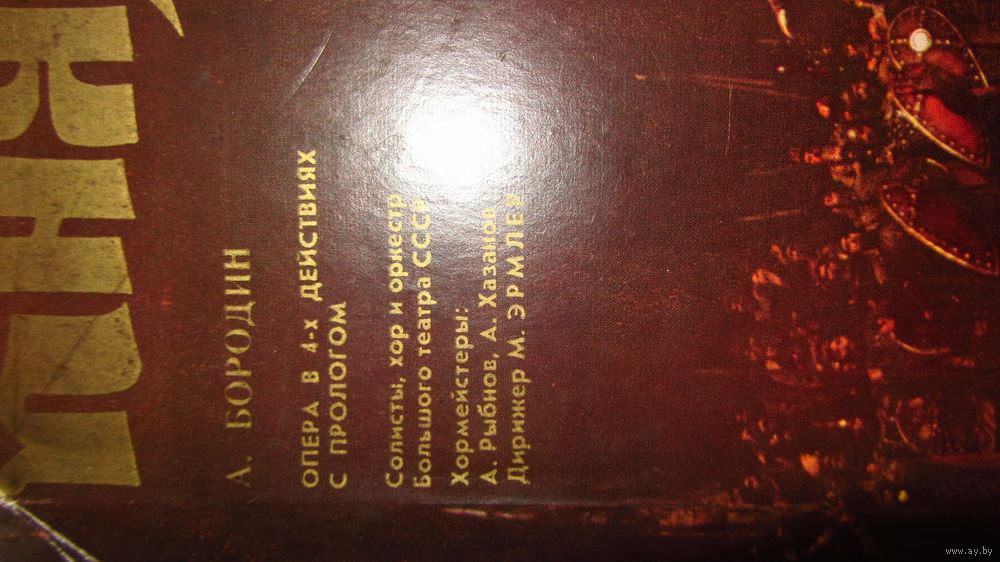 А. БОРОДИН
ОПЕРА В 4-х ДЕЙСТВИЯХ
С ПРОЛОГОМ
Солисты, хор и оркестр
Большого театра СССР
Хормейстеры:
А. Рыбнов, А. Хазанов
Дирижер М. ЭРМЛЕР
www.ay.by